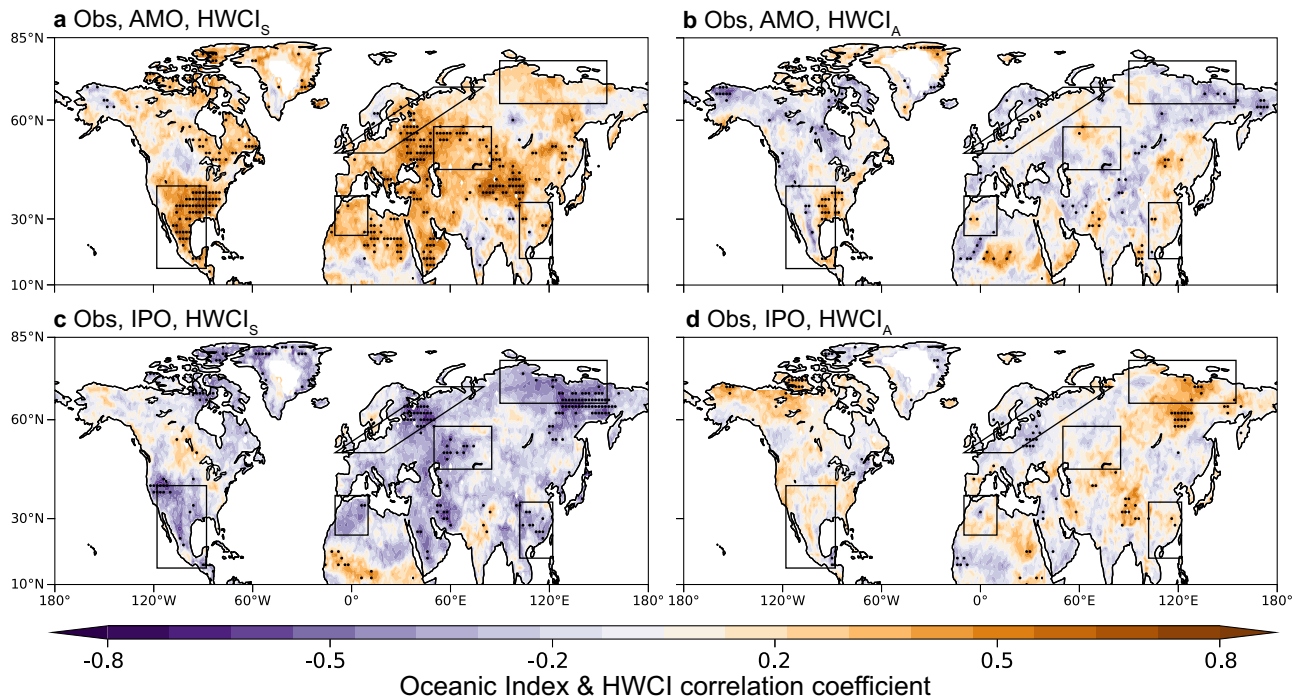 a Obs, AMO, HWCI_S
b Obs, AMO, HWCI_A
85°N
60°N
30°N
10°N
c Obs, IPO, HWCI_S
d Obs, IPO, HWCI_A
85°N
60°N
30°N
10°N
180° 120°W 60°W 0° 60°E 120°E 180° 120°W 60°W 0° 60°E 120°E 180°
-0.8 -0.5 -0.2 0.2 0.5 0.8
Oceanic Index & HWCI correlation coefficient